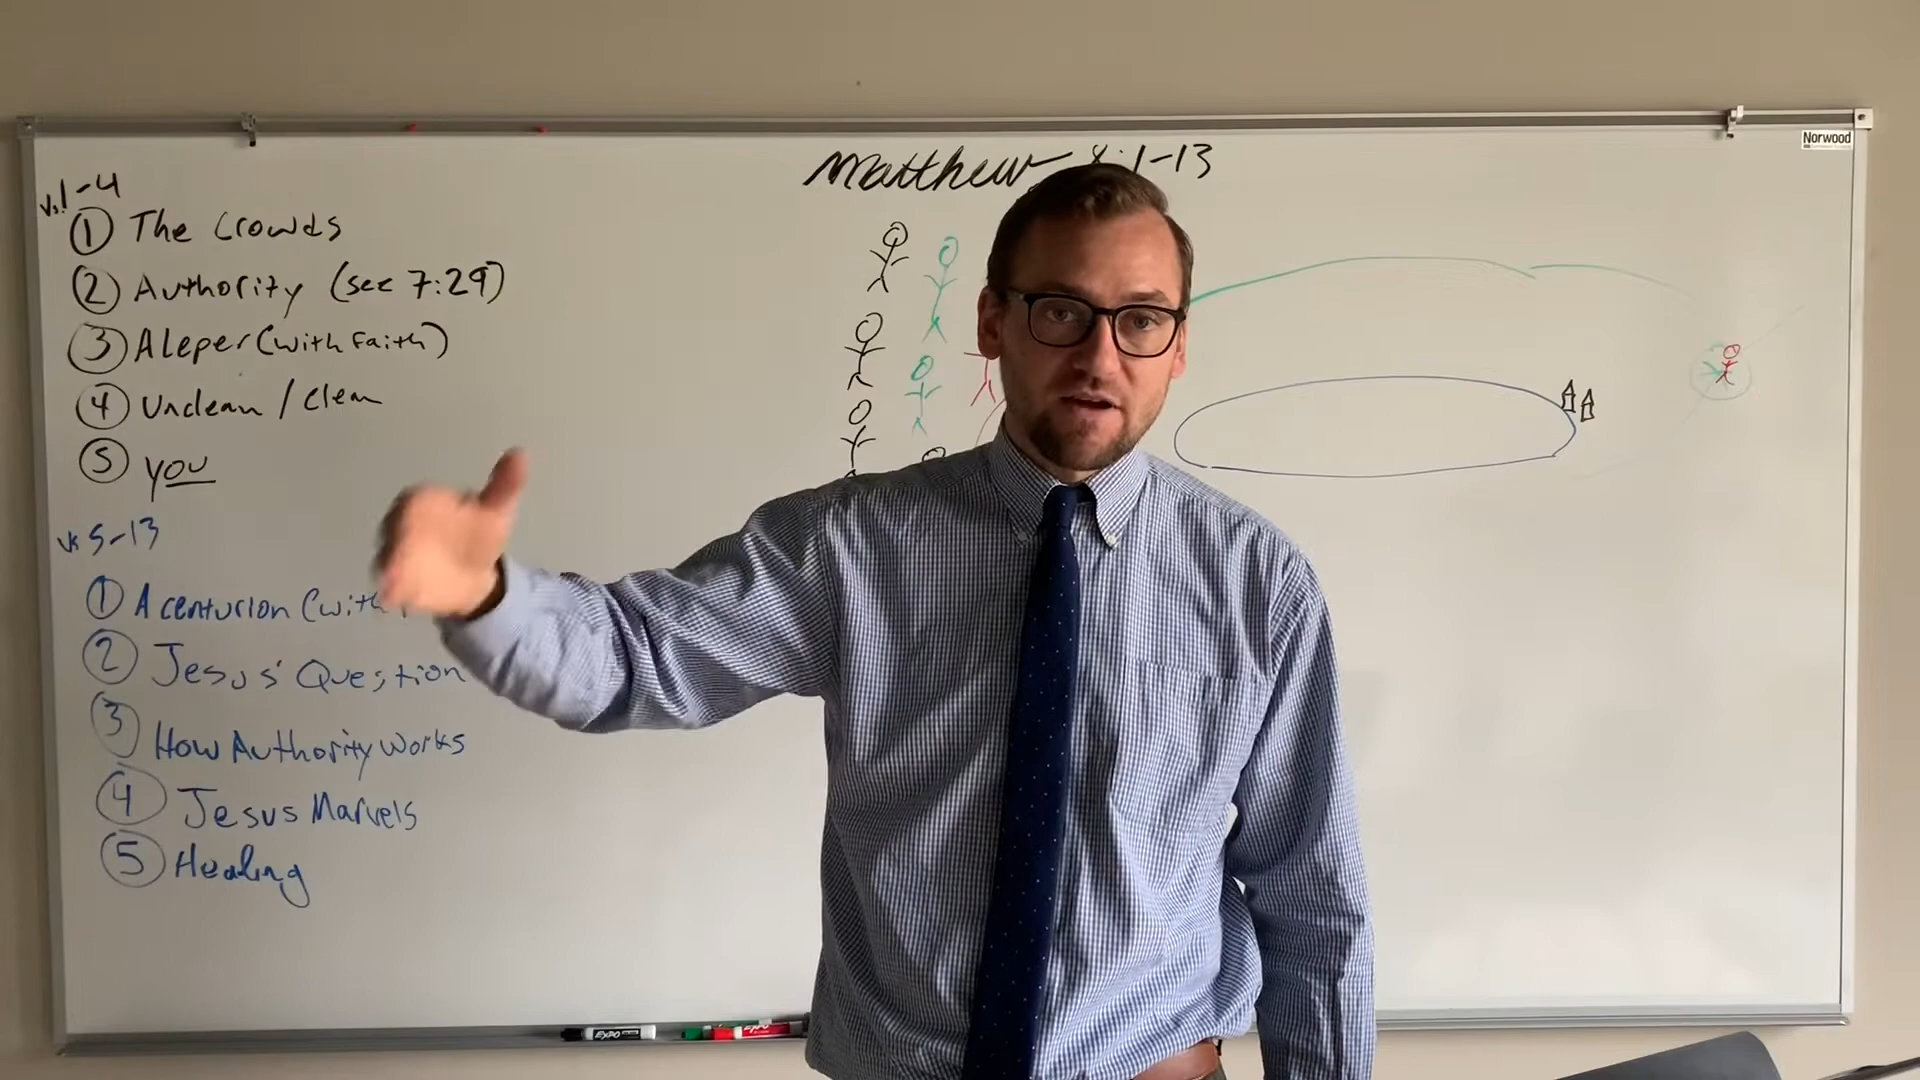 Matthew 8:1-13
Norwood
vs. 1-4
① The Crowds
② Authority (see 7:29)
③ A leper (with faith)
④ Unclean / clean
⑤ you
vs 5-13
① A centurion (with
② Jesus' Question
③ How Authority Works
④ Jesus Marvels
⑤ Healing
EXPO
EXPO